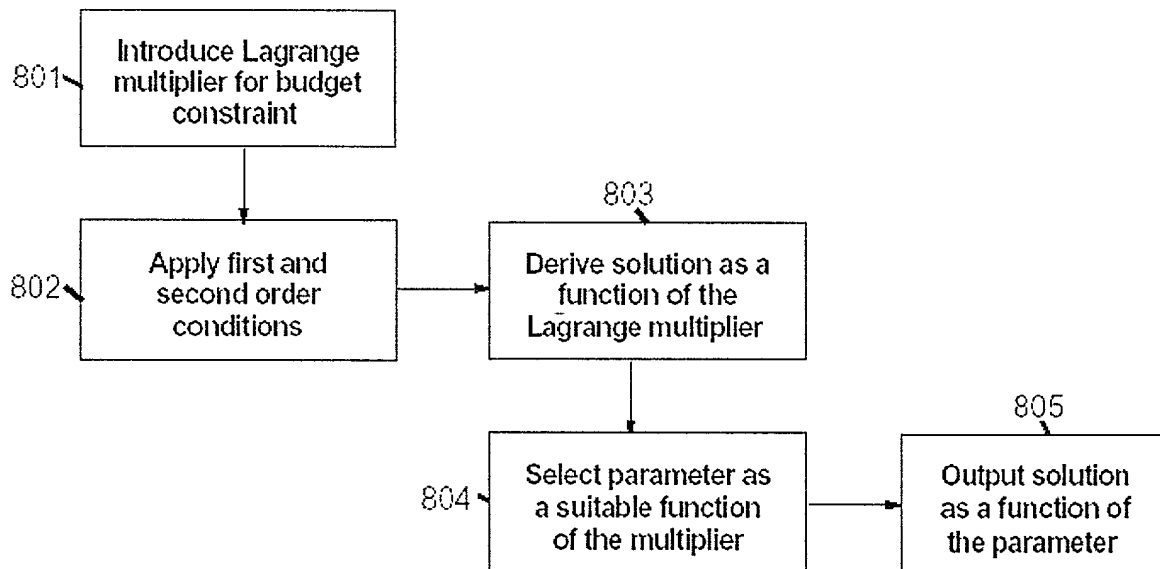 801
Introduce Lagrange
multiplier for budget
constraint
802
Apply first and
second order
conditions
803
Derive solution as a
function of the
Lagrange multiplier
804
Select parameter as
a suitable function
of the multiplier
805
Output solution
as a function of
the parameter